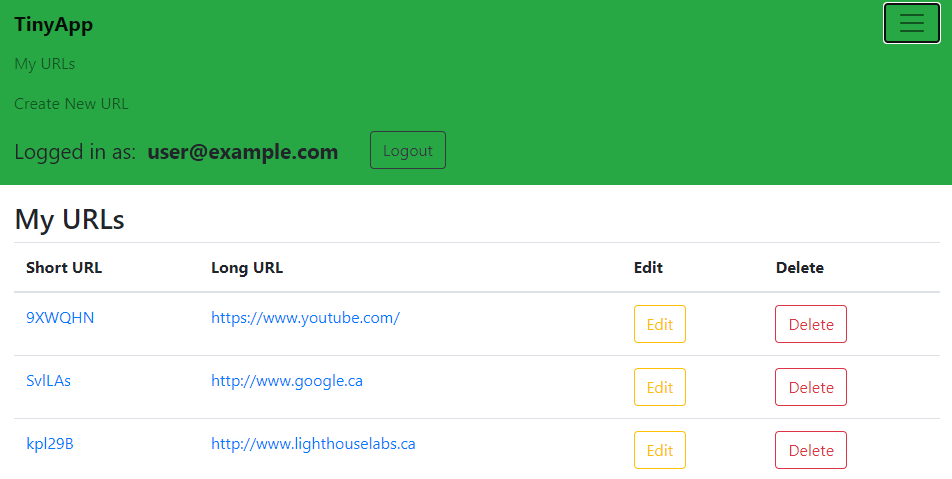 TinyApp
My URLs
Create New URL
Logged in as: user@example.com Logout
My URLs
Short URL Long URL Edit Delete
9XWQHN https://www.youtube.com/ Edit Delete
SvlLAs http://www.google.ca Edit Delete
kpl29B http://www.lighthouselabs.ca Edit Delete